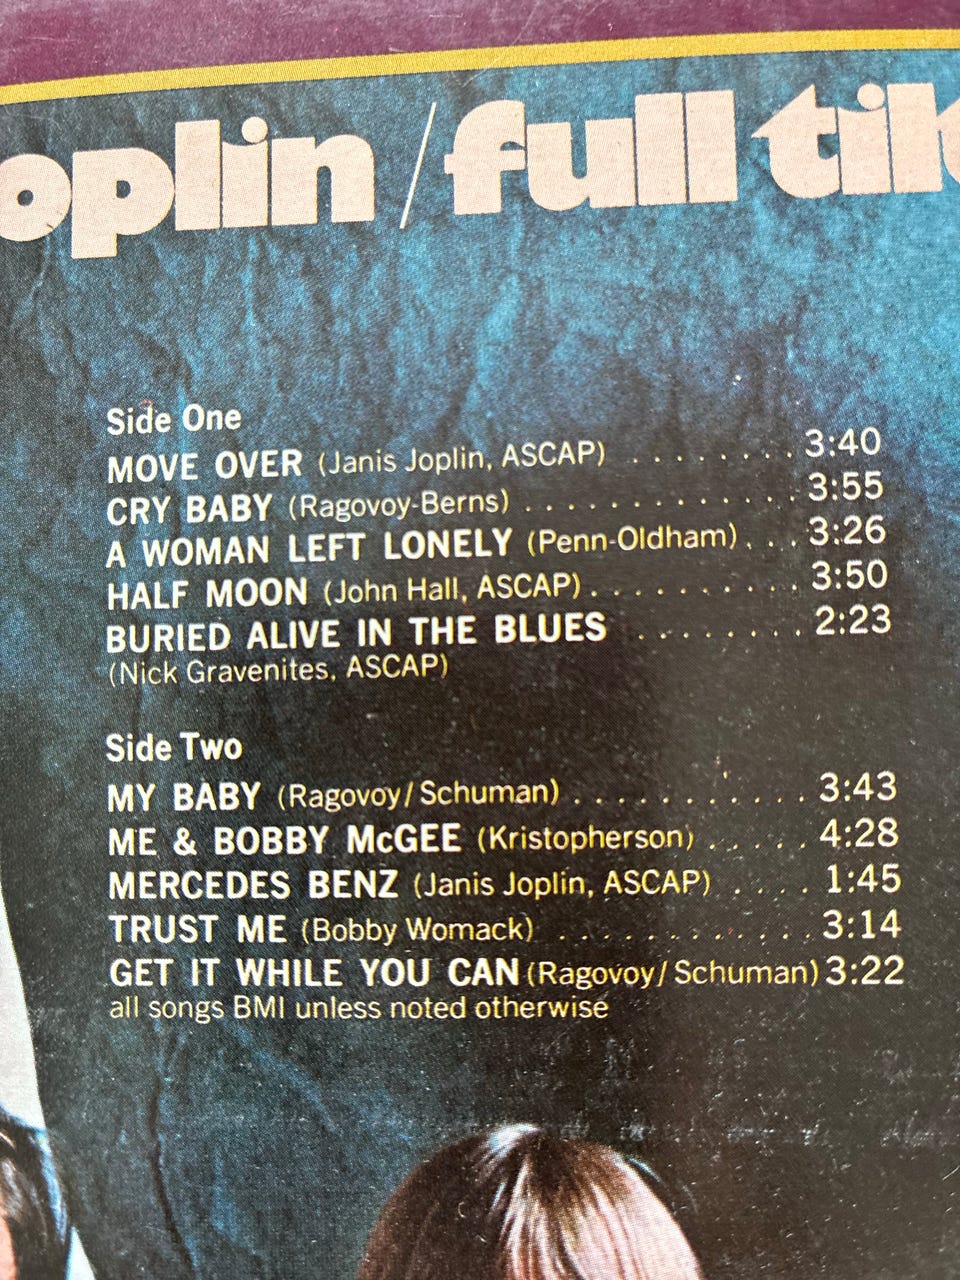 oplin / full tilt
Side One
MOVE OVER (Janis Joplin, ASCAP) . . . . . . . . 3:40
CRY BABY (Ragovoy-Berns) . . . . . . . . . . . . . 3:55
A WOMAN LEFT LONELY (Penn-Oldham) . . . 3:26
HALF MOON (John Hall, ASCAP) . . . . . . . . . . 3:50
BURIED ALIVE IN THE BLUES . . . . . . . . . 2:23
(Nick Gravenites, ASCAP)
Side Two
MY BABY (Ragovoy/Schuman) . . . . . . . . . . . 3:43
ME & BOBBY McGEE (Kristopherson) . . . . . 4:28
MERCEDES BENZ (Janis Joplin, ASCAP) . . . . 1:45
TRUST ME (Bobby Womack) . . . . . . . . . . . . 3:14
GET IT WHILE YOU CAN (Ragovoy/Schuman) 3:22
all songs BMI unless noted otherwise